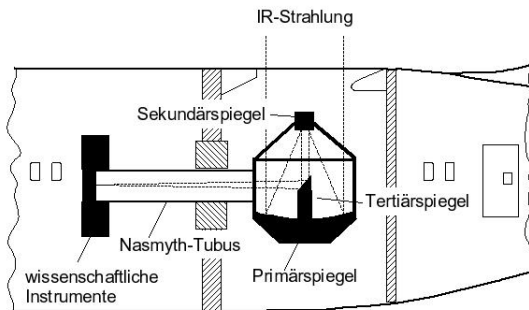 IR-Strahlung
Sekundärspiegel
Tertiärspiegel
Nasmyth-Tubus
wissenschaftliche
Instrumente
Primärspiegel